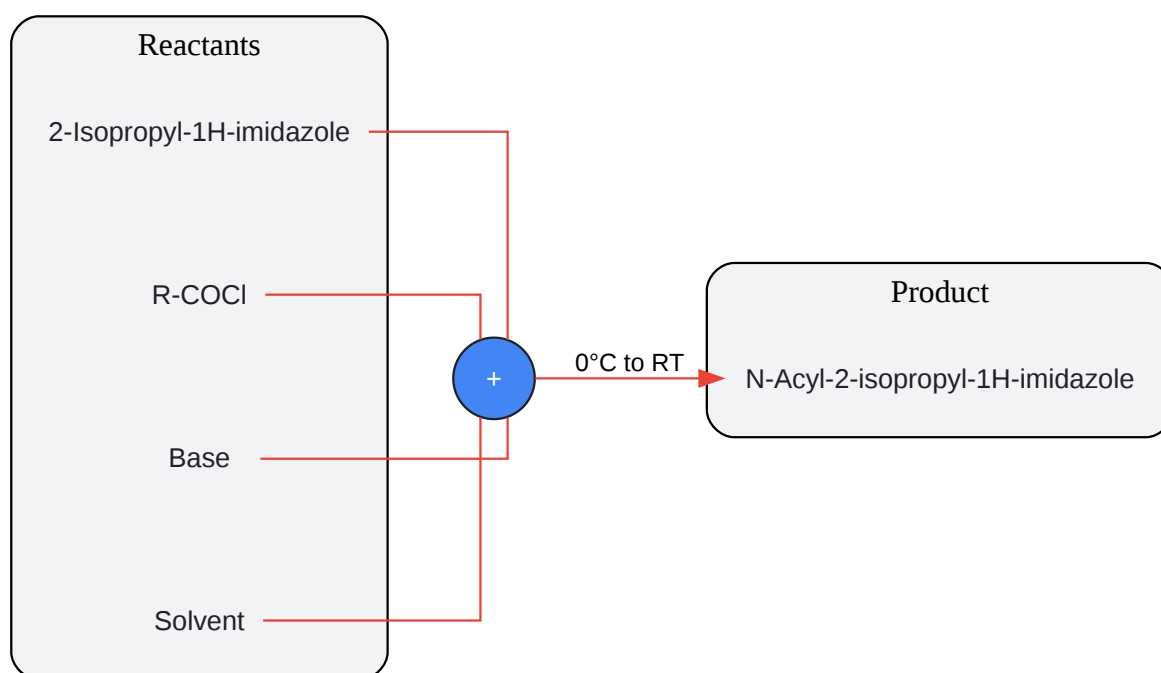 Reactants
2-Isopropyl-1H-imidazole
R-COCl
Base
Solvent
+
0°C to RT
Product
N-Acyl-2-isopropyl-1H-imidazole